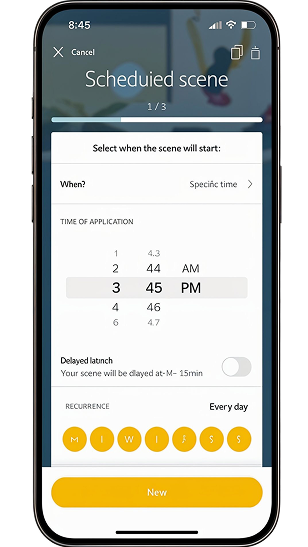 8:45
Cancel
Scheduied scene
1 / 3
Select when the scene will start:
When? Specific time
TIME OF APPLICATION
1 4.3
2 44 AM
3 45 PM
4 46
6 4.7
Delayed latınch
Your scene will be dlayed at-M- 15min
RECURRENCE Every day
M I W I F S S
New